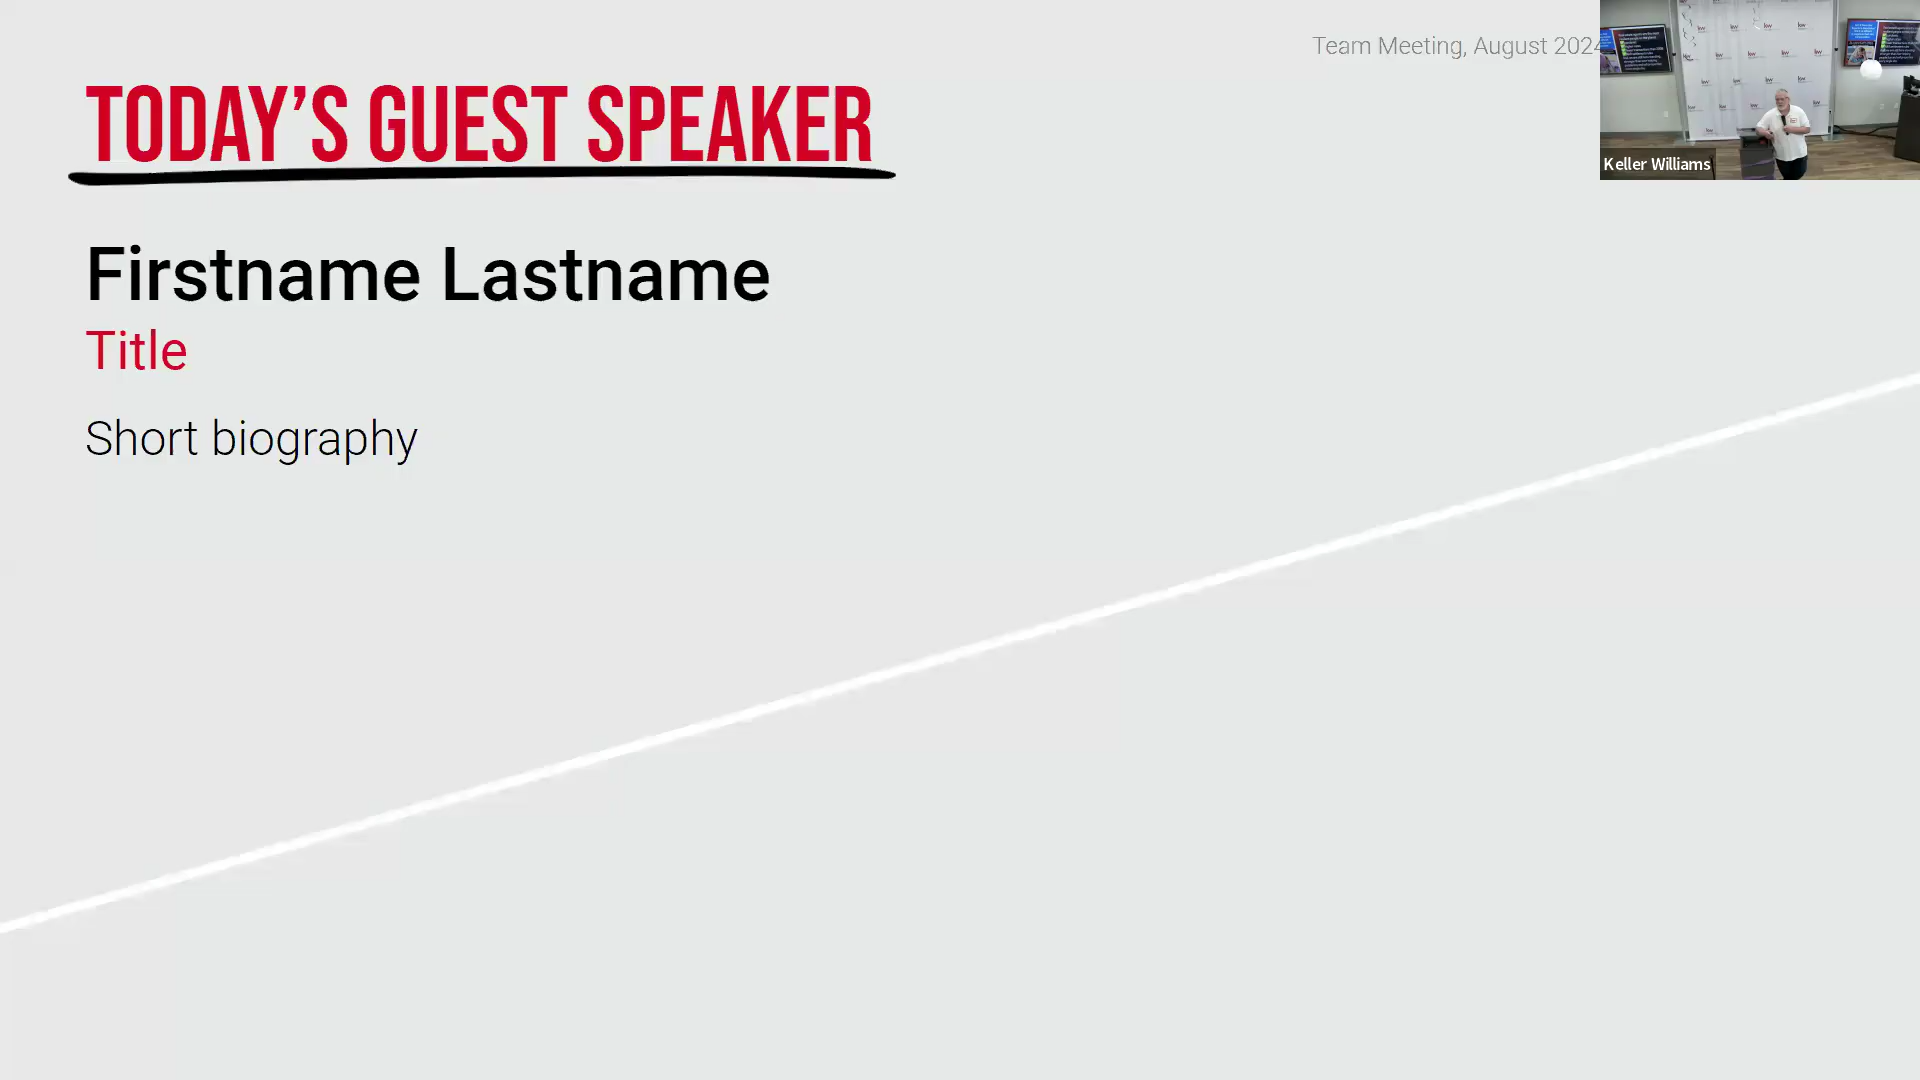 Team Meeting, August 2024
TODAY'S GUEST SPEAKER
Keller Williams
Firstname Lastname
Title
Short biography